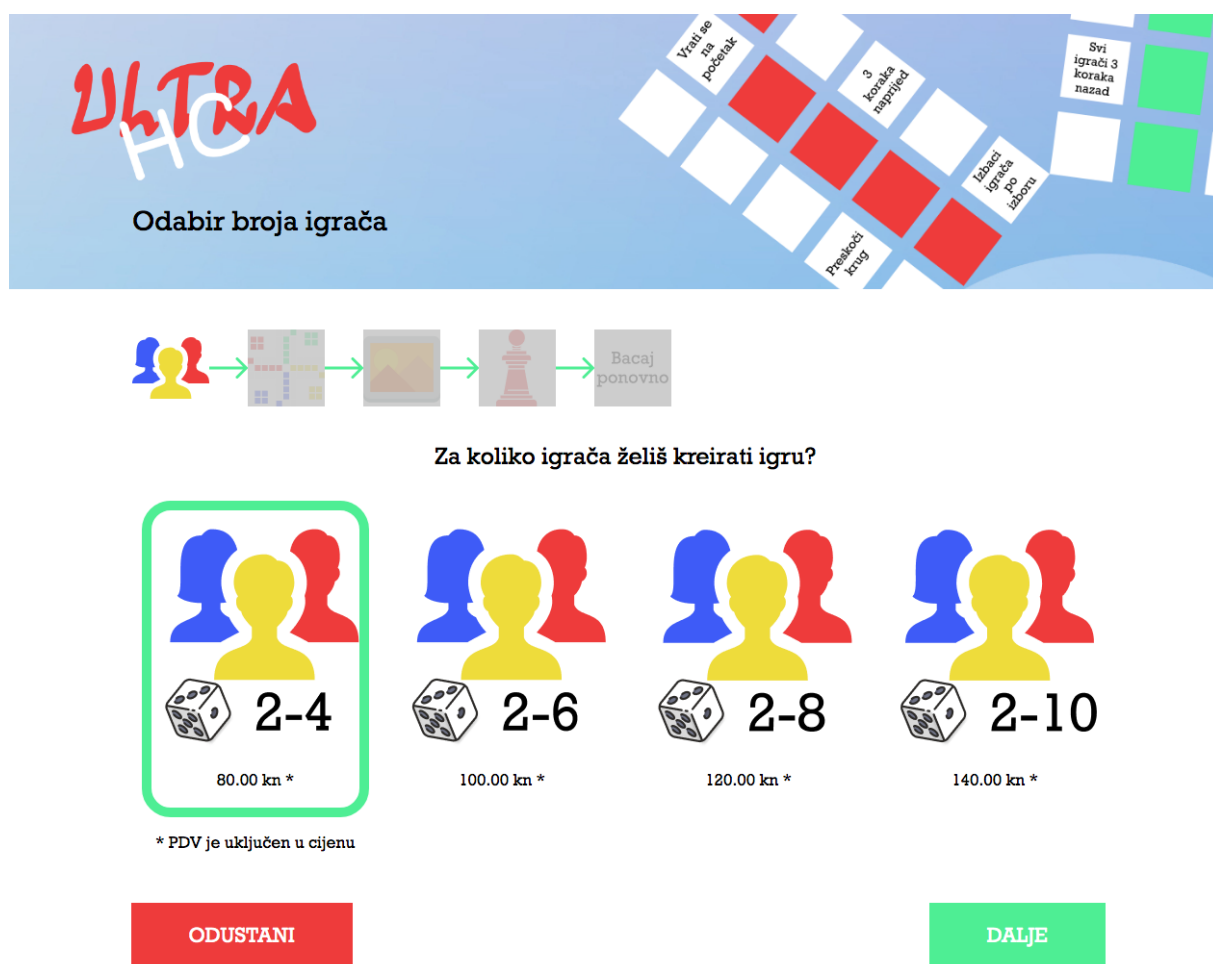 ULTRA
HC
Odabir broja igrača
Vrati se
na
početak
3
koraka
naprijed
Izbaci
igrača
po
izboru
Preskoči
krug
Svi
igrači 3
koraka
nazad
Bacaj
ponovno
Za koliko igrača želiš kreirati igru?
2-4
2-6
2-8
2-10
80.00 kn *
100.00 kn *
120.00 kn *
140.00 kn *
* PDV je uključen u cijenu
ODUSTANI
DALJE